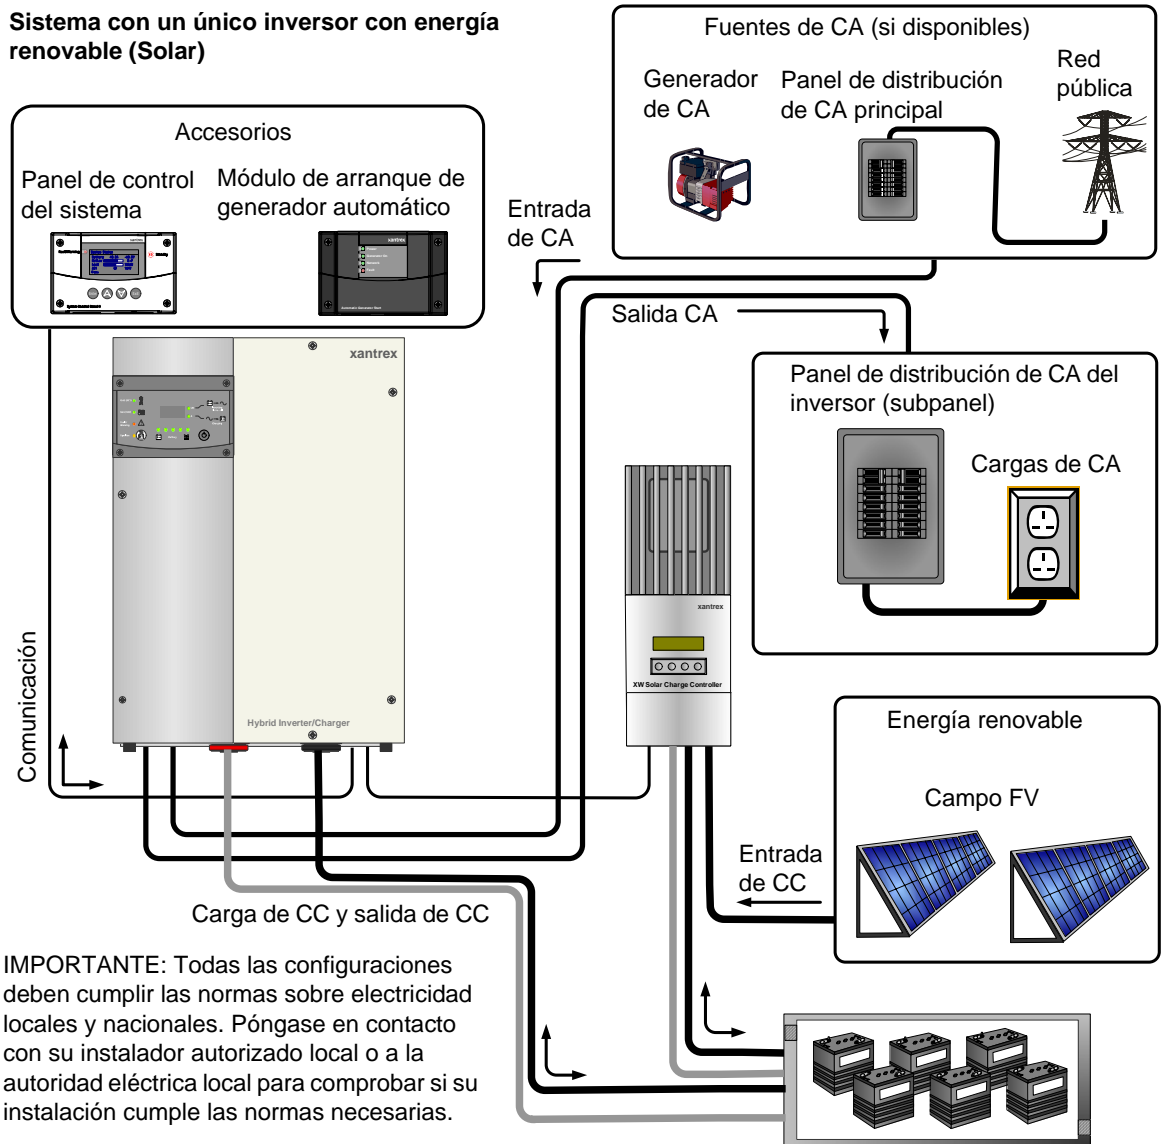 Sistema con un único inversor con energía
renovable (Solar)
Fuentes de CA (si disponibles)
Generador
de CA
Panel de distribución
de CA principal
Red
pública
Accesorios
Panel de control
del sistema
Módulo de arranque de
generador automático
xantrex
xantrex
Entrada
de CA
Salida CA
xantrex
Panel de distribución de CA del
inversor (subpanel)
Cargas de CA
xantrex
XW Solar Charge Controller
Comunicación
Hybrid Inverter/Charger
Energía renovable
Campo FV
Entrada
de CC
Carga de CC y salida de CC
IMPORTANTE: Todas las configuraciones
deben cumplir las normas sobre electricidad
locales y nacionales. Póngase en contacto
con su instalador autorizado local o a la
autoridad eléctrica local para comprobar si su
instalación cumple las normas necesarias.